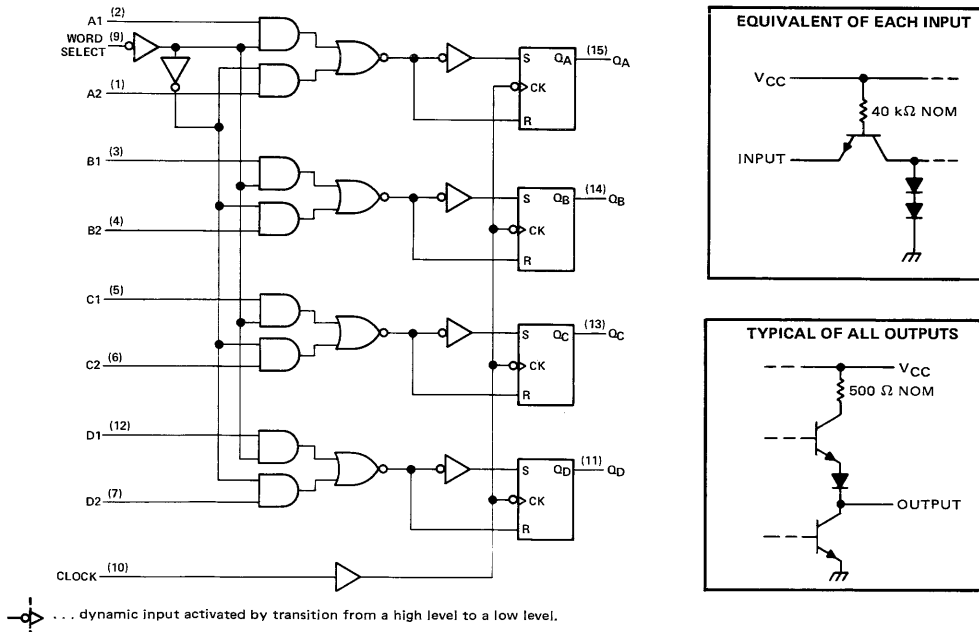 A1 (2)
WORD SELECT (9)
A2 (1)
S QA (15) QA
CK
R
B1 (3)
B2 (4)
S QB (14) QB
CK
R
C1 (5)
C2 (6)
S QC (13) QC
CK
R
D1 (12)
D2 (7)
S QD (11) QD
CK
R
CLOCK (10)
... dynamic input activated by transition from a high level to a low level.
EQUIVALENT OF EACH INPUT
VCC
40 kΩ NOM
INPUT
TYPICAL OF ALL OUTPUTS
VCC
500 Ω NOM
OUTPUT